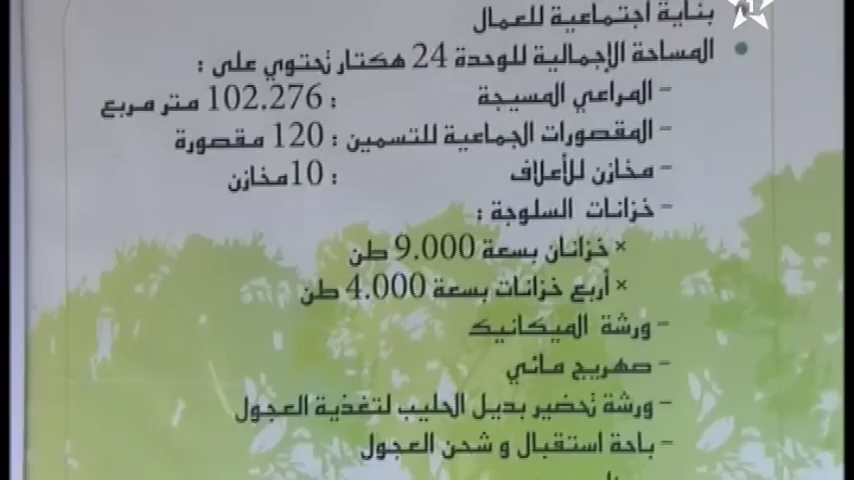 بناية اجتماعية للعمال
• المساحة الإجمالية للوحدة 24 هكتار تحتوي على :
- المراعي المسيجة : 102.276 متر مربع
- المقصورات الجماعية للتسمين : 120 مقصورة
- مخازن للأعلاف : 10مخازن
- خزانات السلوجة :
× خزانان بسعة 9.000 طن
× أربع خزانات بسعة 4.000 طن
- ورشة الميكانيك
- صهريج مائي
- ورشة تحضير بديل الحليب لتغذية العجول
- باحة استقبال و شحن العجول